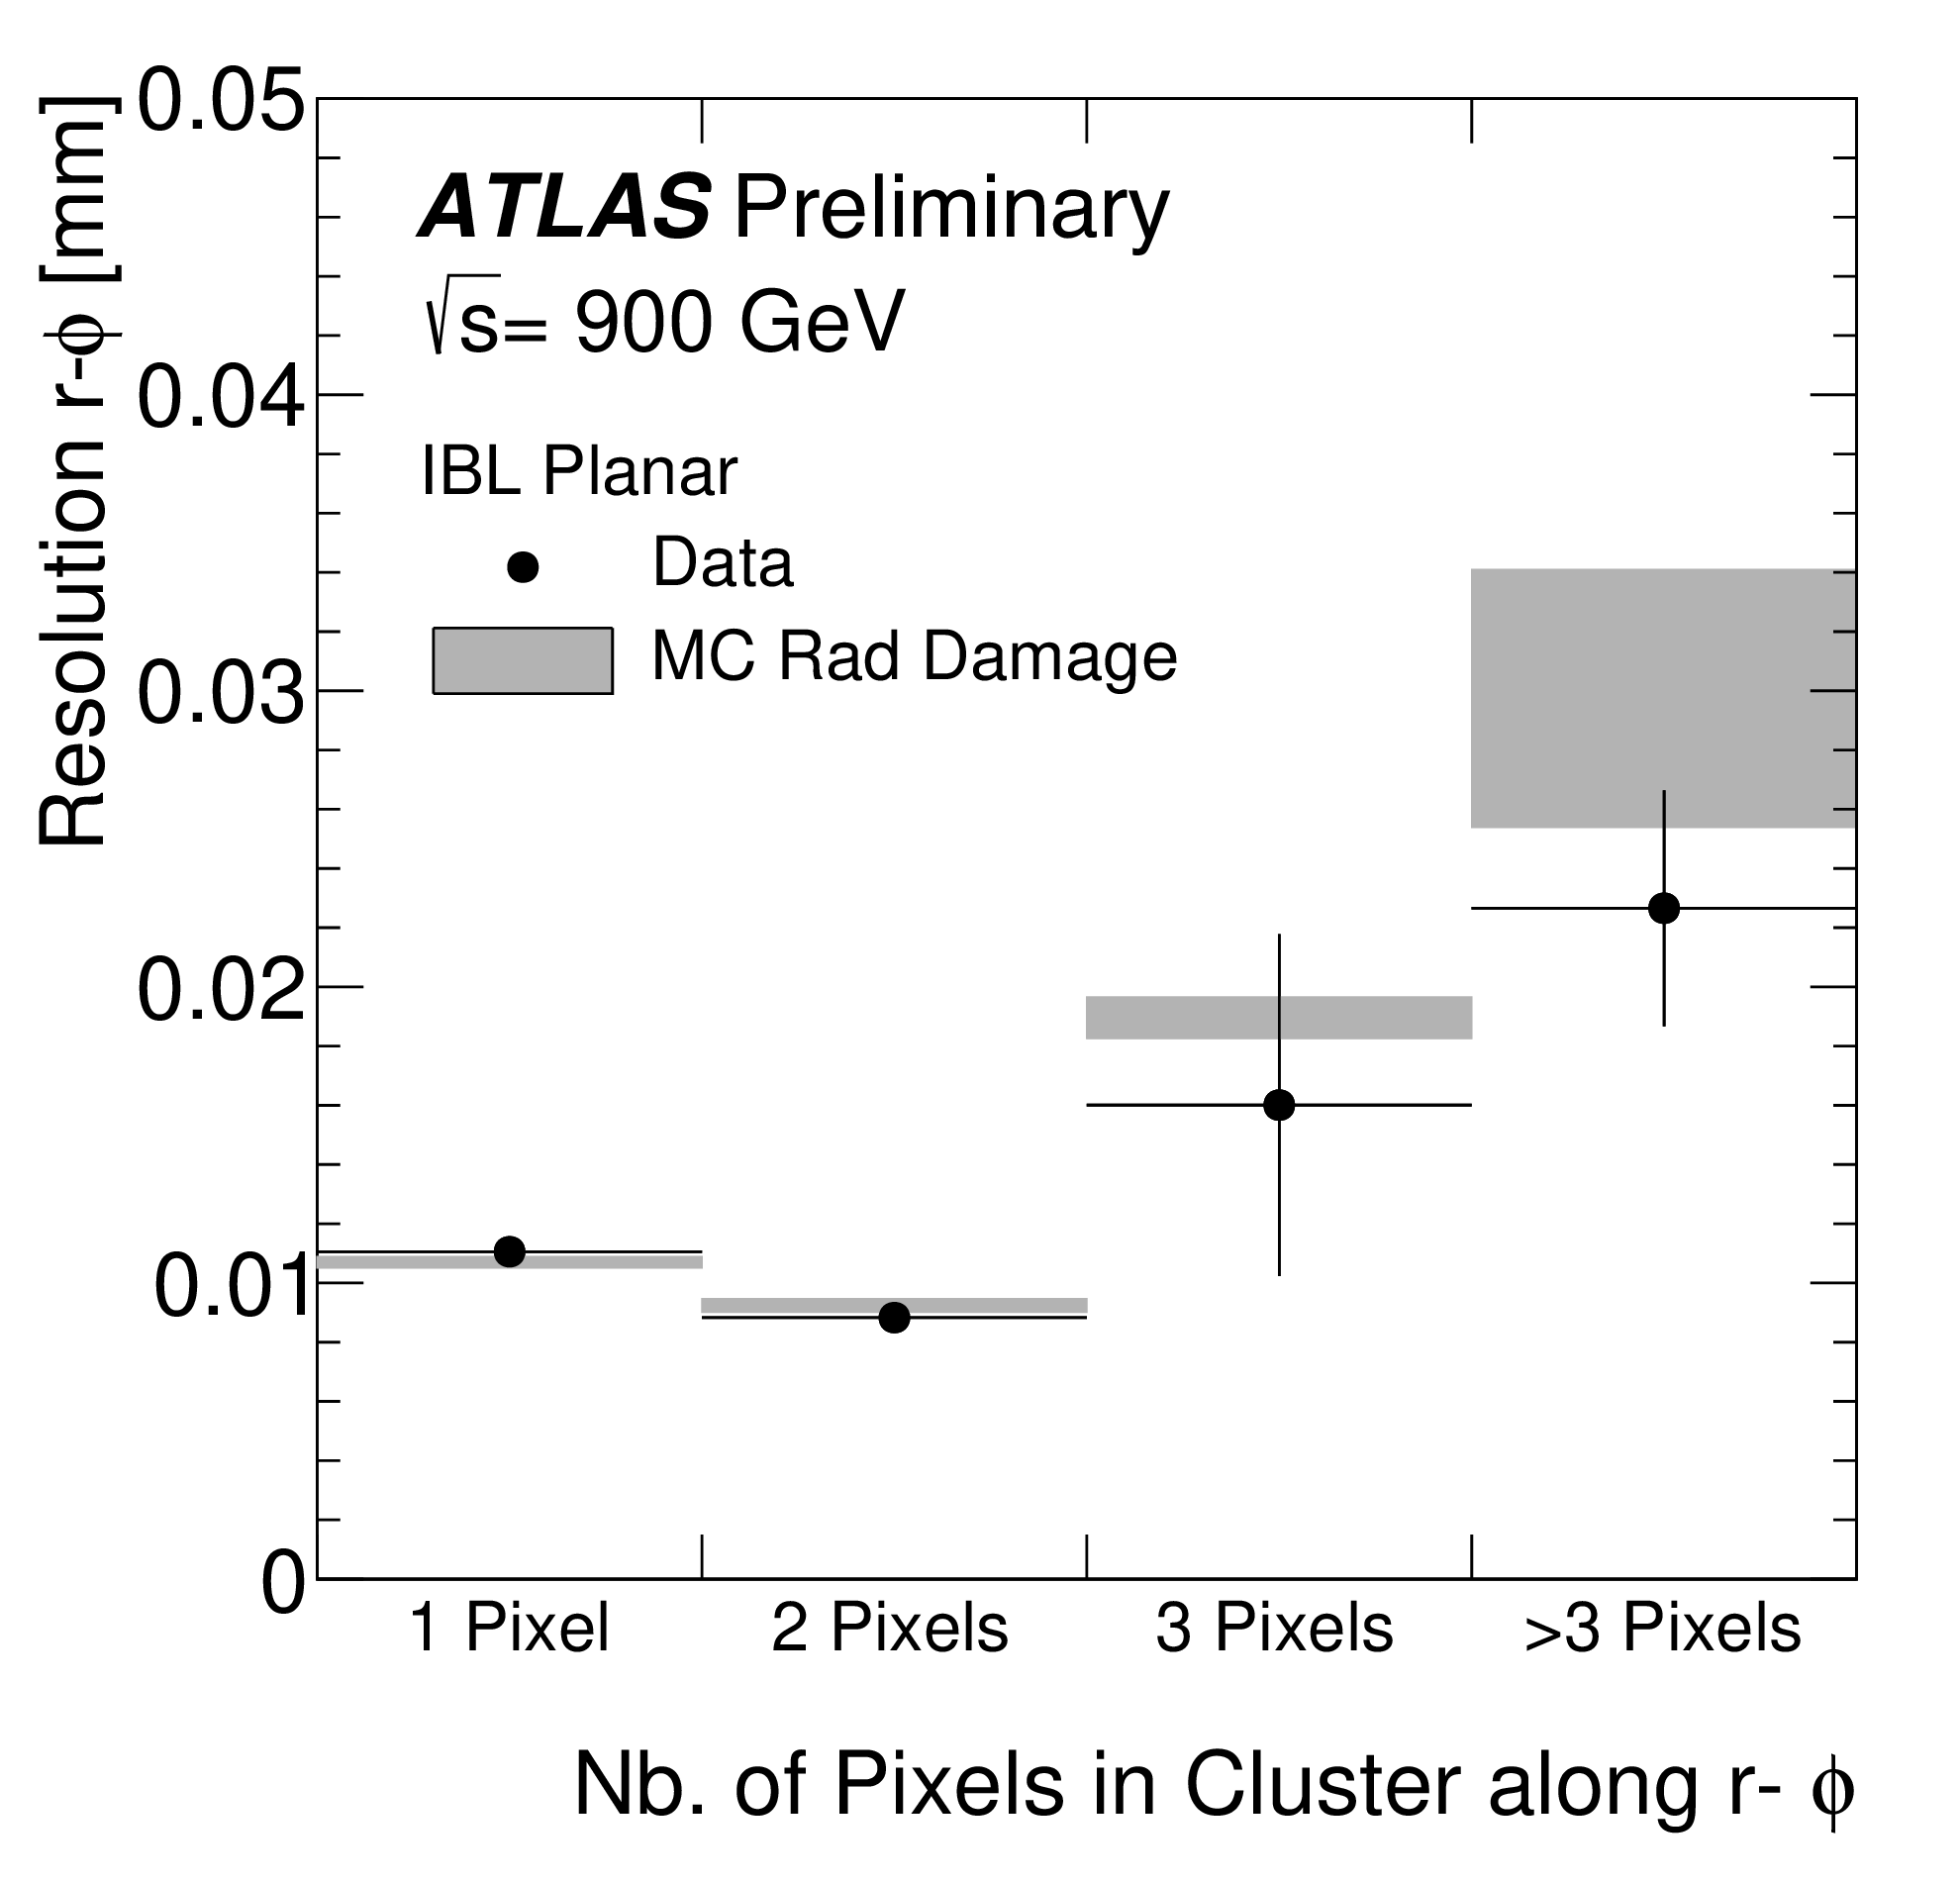 Resolution r-φ [mm]
0.05
0.04
0.03
0.02
0.01
0
ATLAS Preliminary
√s= 900 GeV
IBL Planar
Data
MC Rad Damage
1 Pixel
2 Pixels
3 Pixels
>3 Pixels
Nb. of Pixels in Cluster along r- φ